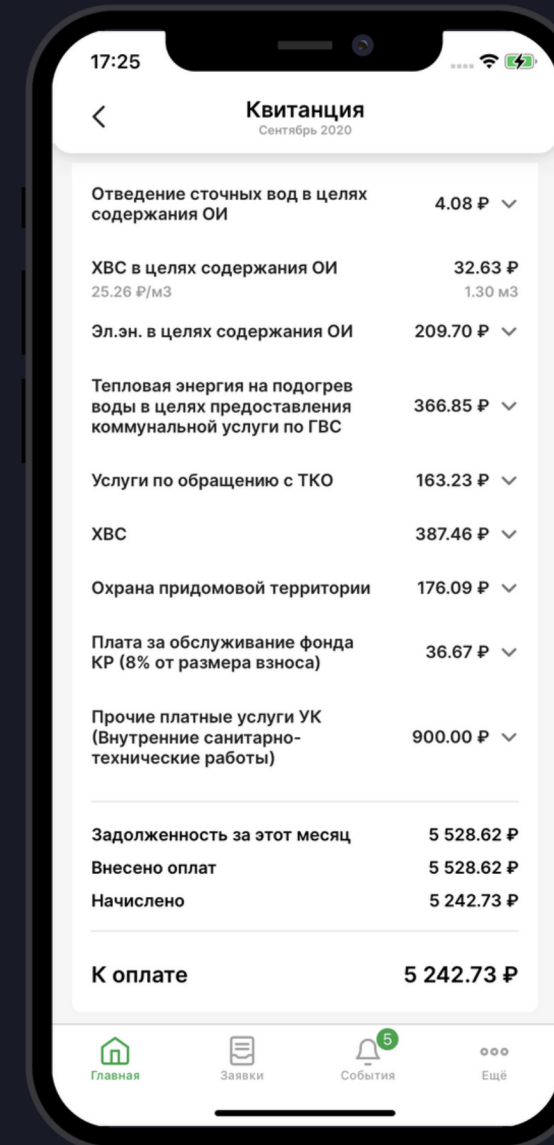 17:25
Квитанция
Сентябрь 2020
Отведение сточных вод в целях
содержания ОИ
4.08 ₽
ХВС в целях содержания ОИ
32.63 ₽
25.26 ₽/м3
1.30 м3
Эл.эн. в целях содержания ОИ
209.70 ₽
Тепловая энергия на подогрев
воды в целях предоставления
коммунальной услуги по ГВС
366.85 ₽
Услуги по обращению с ТКО
163.23 ₽
ХВС
387.46 ₽
Охрана придомовой территории
176.09 ₽
Плата за обслуживание фонда
КР (8% от размера взноса)
36.67 ₽
Прочие платные услуги УК
(Внутренние санитарно-
технические работы)
900.00 ₽
Задолженность за этот месяц
5 528.62 ₽
Внесено оплат
5 528.62 ₽
Начислено
5 242.73 ₽
К оплате
5 242.73 ₽
5
Главная
Заявки
События
Ещё